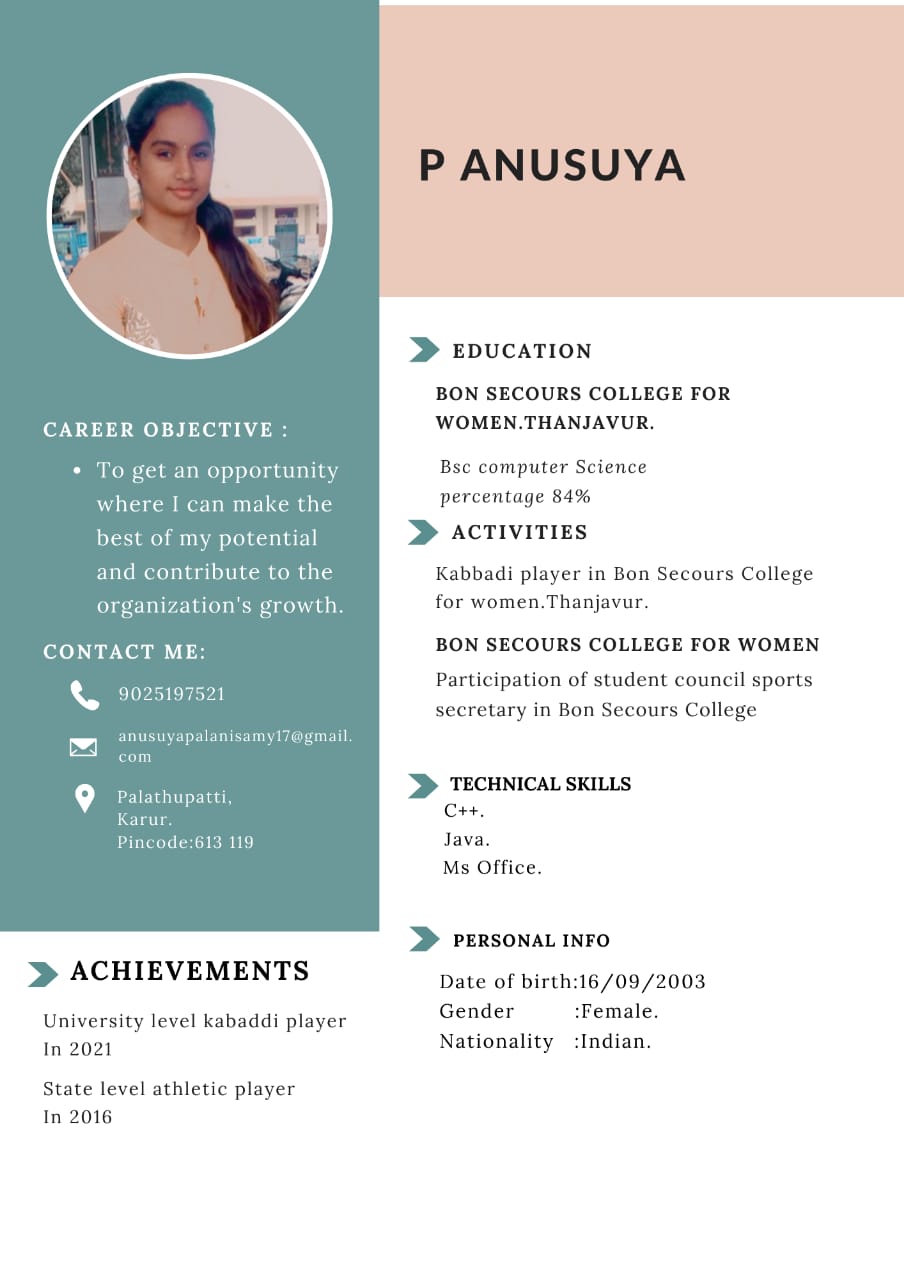 P ANUSUYA
CAREER OBJECTIVE :
• To get an opportunity
where I can make the
best of my potential
and contribute to the
organization's growth.
CONTACT ME:
9025197521
anusuyapalanisamy17@gmail.
com
Palathupatti,
Karur.
Pincode:613 119
ACHIEVEMENTS
University level kabaddi player
In 2021
State level athletic player
In 2016
EDUCATION
BON SECOURS COLLEGE FOR
WOMEN.THANJAVUR.
Bsc computer Science
percentage 84%
ACTIVITIES
Kabbadi player in Bon Secours College
for women.Thanjavur.
BON SECOURS COLLEGE FOR WOMEN
Participation of student council sports
secretary in Bon Secours College
TECHNICAL SKILLS
C++.
Java.
Ms Office.
PERSONAL INFO
Date of birth:16/09/2003
Gender :Female.
Nationality :Indian.